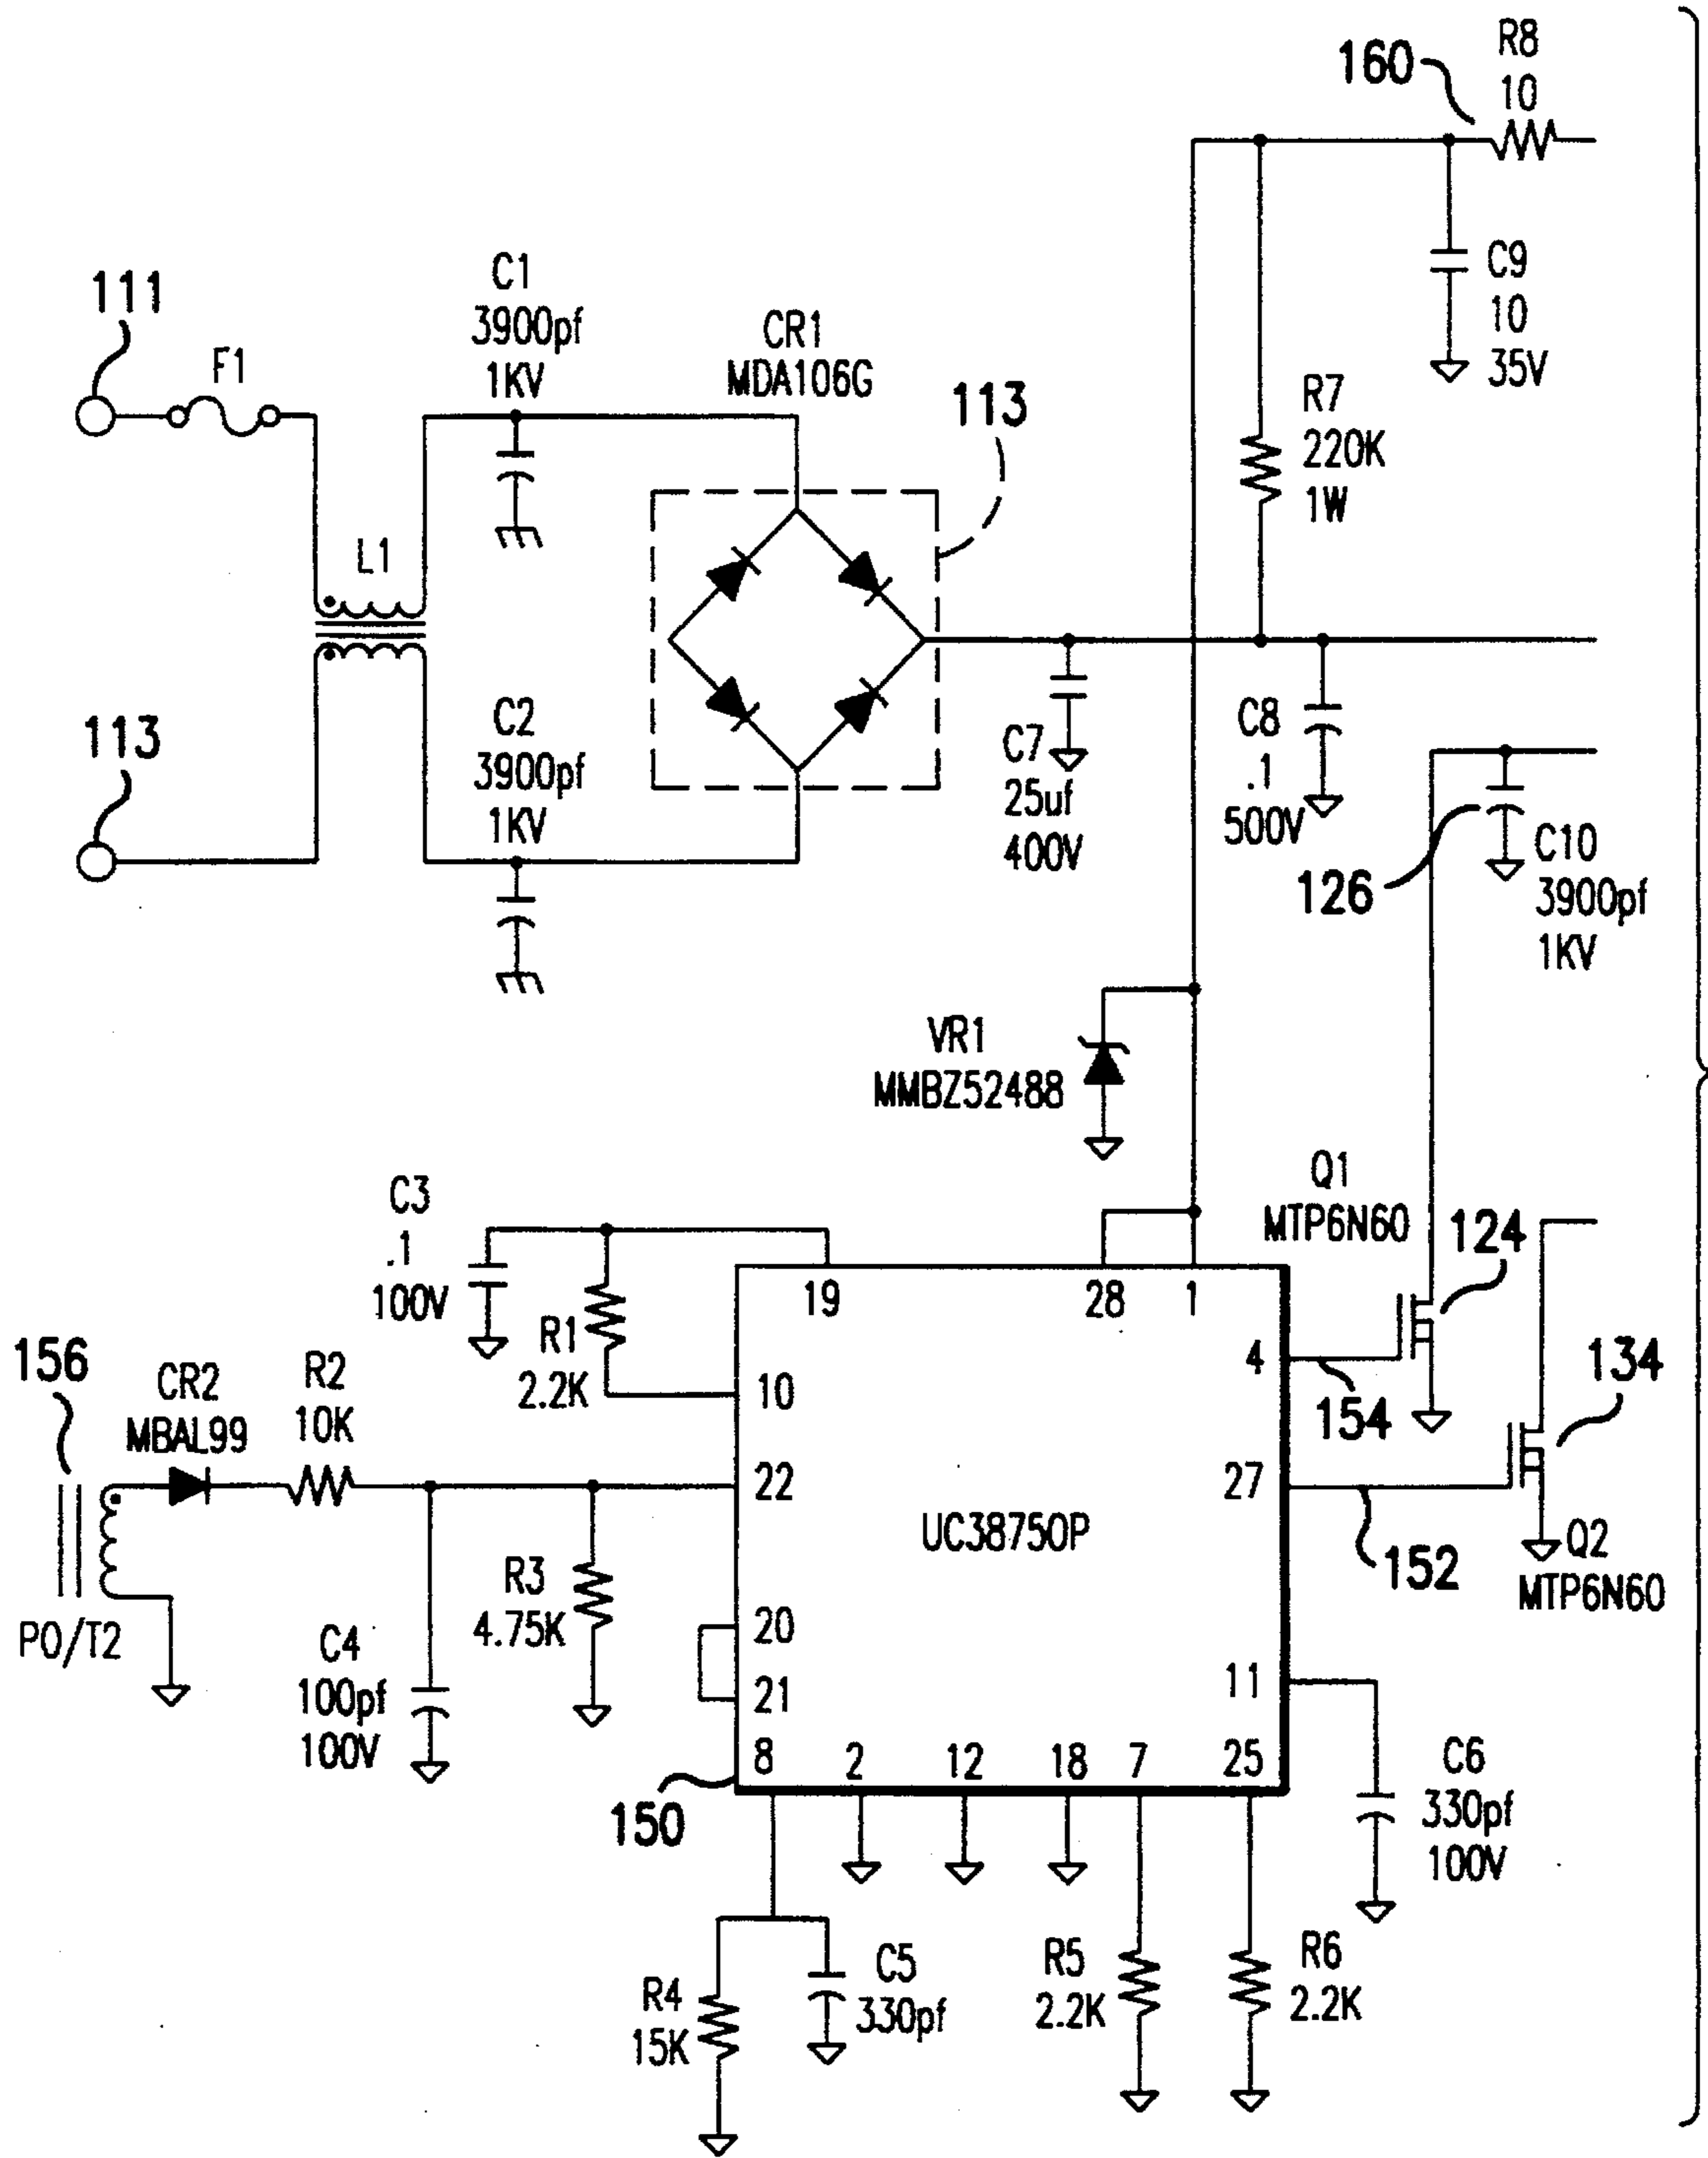 R8
10
160
C9
10
35V
111
F1
C1
3900pf
1KV
CR1
MDA106G
113
R7
220K
1W
L1
113
C2
3900pf
1KV
C7
25uf
400V
C8
.1
500V
126
C10
3900pf
1KV
VR1
MMBZ52488
Q1
MTP6N60
124
C3
.1
100V
R1
2.2K
19
28
1
4
154
134
156
CR2
MBAL99
R2
10K
10
22
27
152
Q2
MTP6N60
UC38750P
PO/T2
C4
100pf
100V
R3
4.75K
20
21
8
2
12
18
7
25
11
C6
330pf
100V
150
R4
15K
C5
330pf
R5
2.2K
R6
2.2K